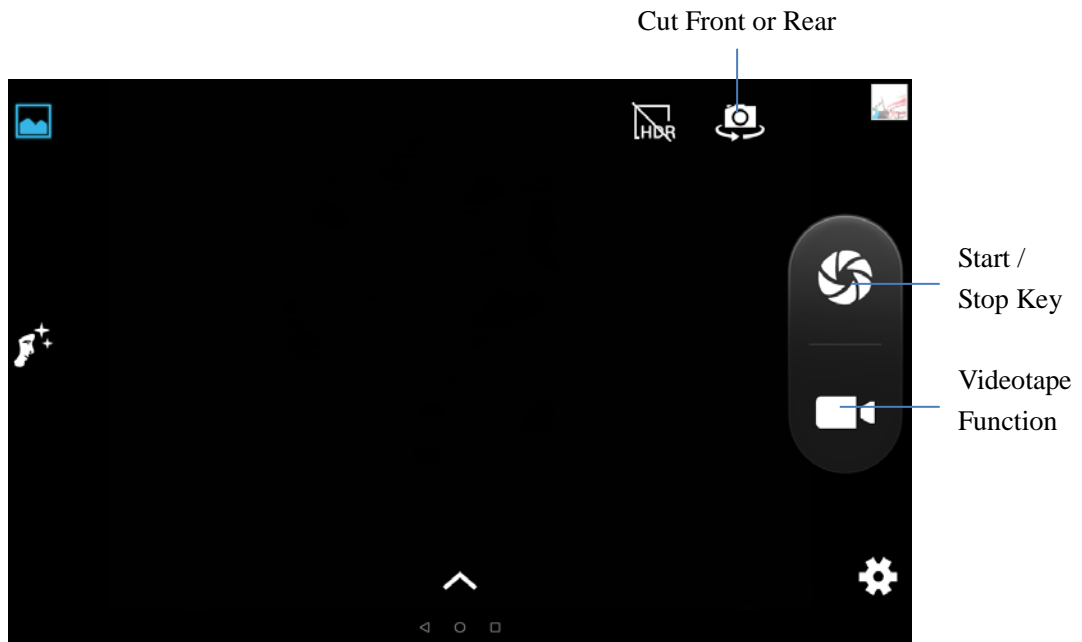 Cut Front or Rear
HDR
Start /
Stop Key
Videotape
Function